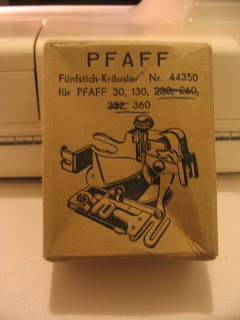 PFAFF
Fünfstich-Kräusler Nr. 44350
für PFAFF 30, 130, 230, 260,
332, 360